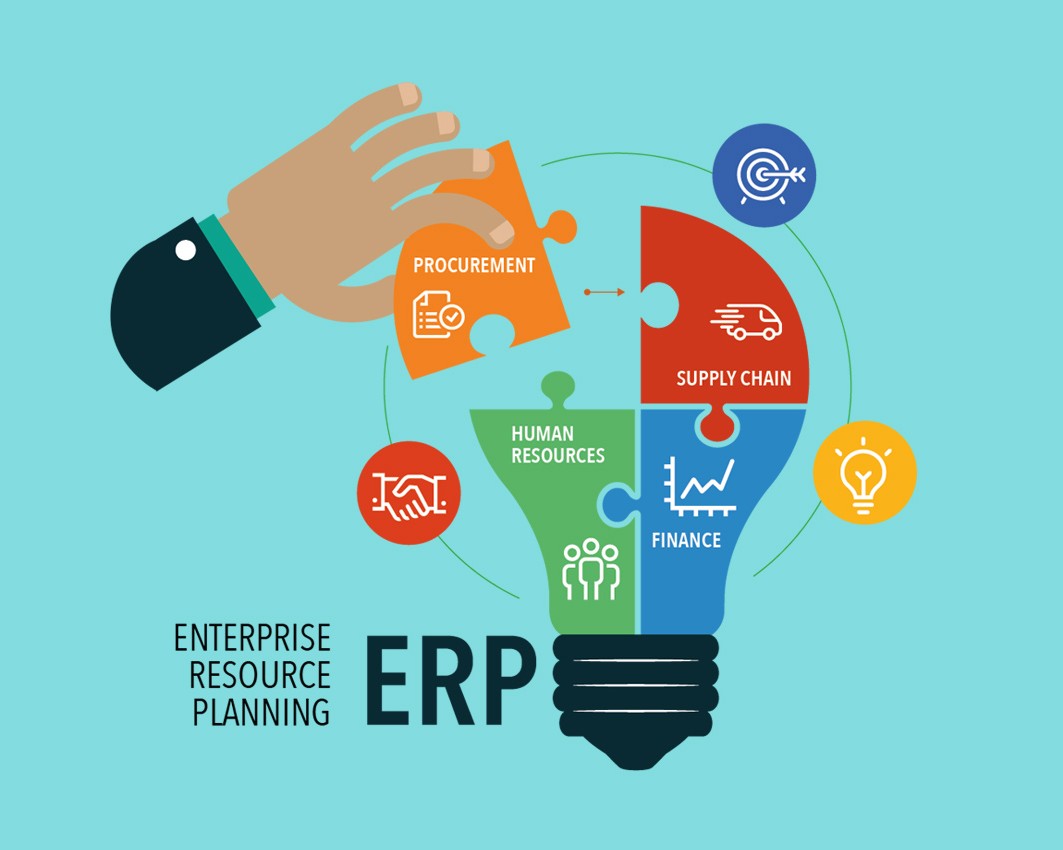 PROCUREMENT
SUPPLY CHAIN
HUMAN
RESOURCES
FINANCE
ENTERPRISE
RESOURCE
PLANNING
ERP